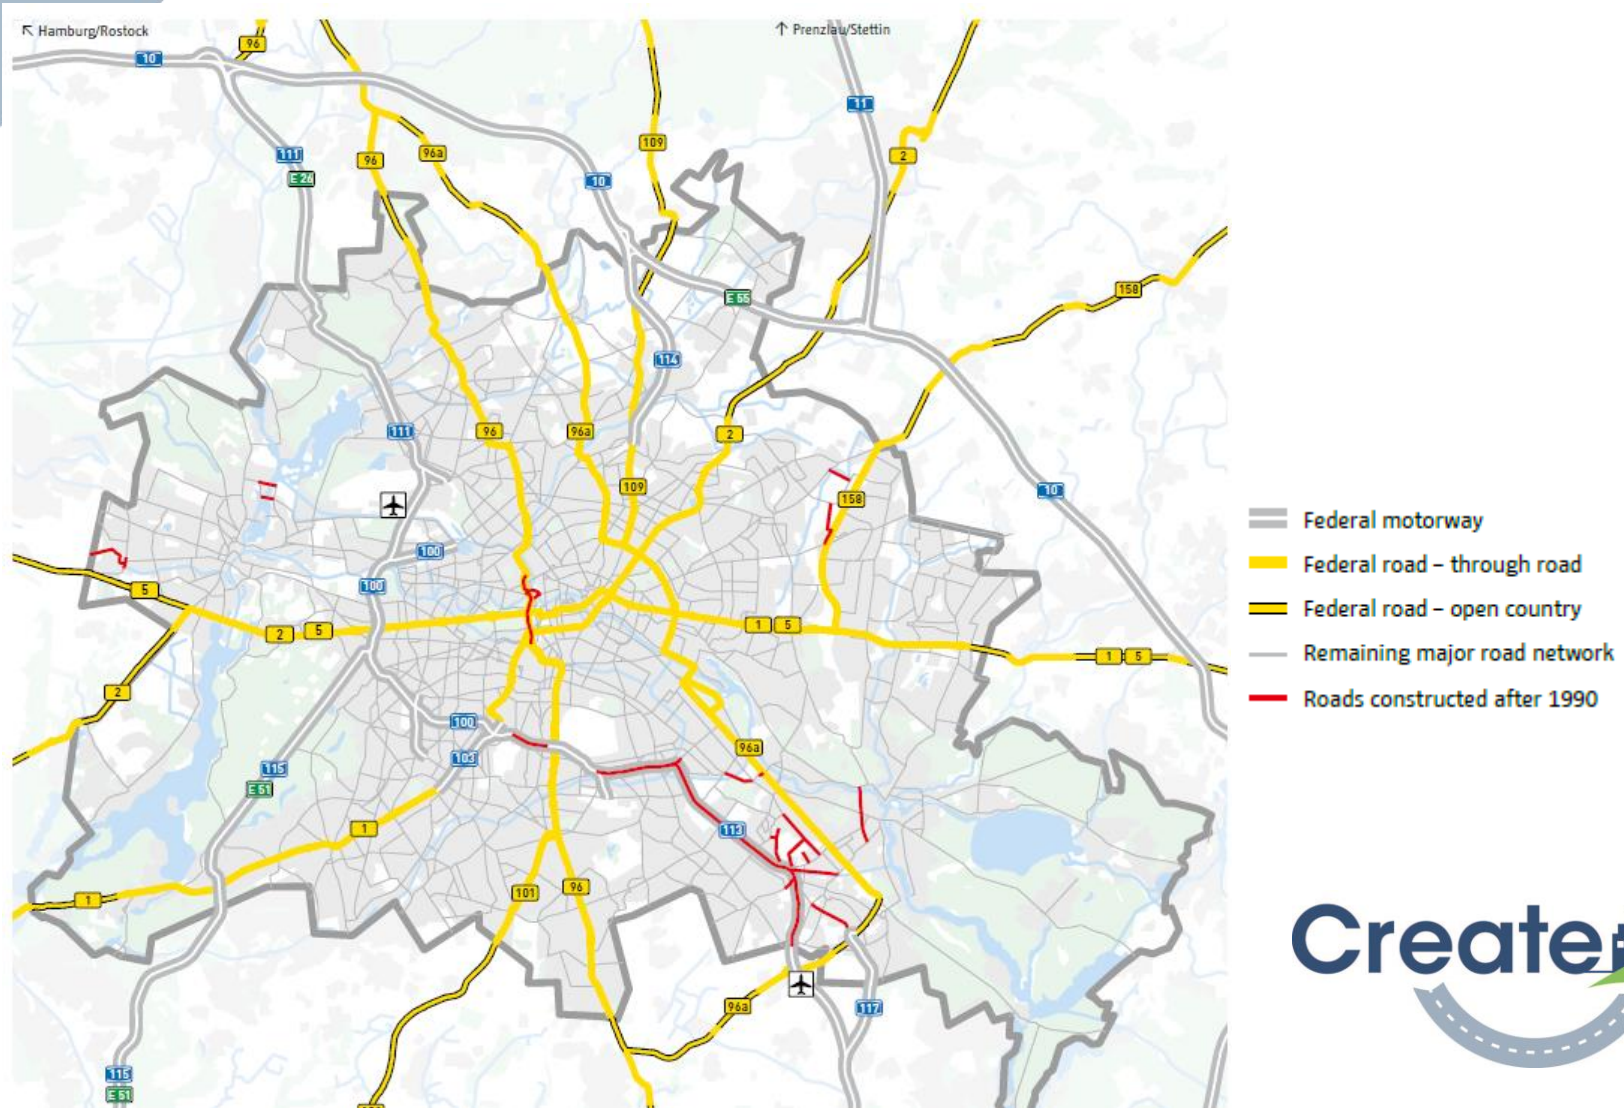 Hamburg/Rostock
Prenzlau/Stettin
96
10
11
109
2
111
96
96a
E 26
10
158
E 55
114
111
96
96a
2
109
158
10
100
100
5
2
5
1
5
1
5
2
100
96a
103
115
E 51
1
113
101
96
1
96a
117
115
E 51
Federal motorway
Federal road – through road
Federal road – open country
Remaining major road network
Roads constructed after 1990
Create